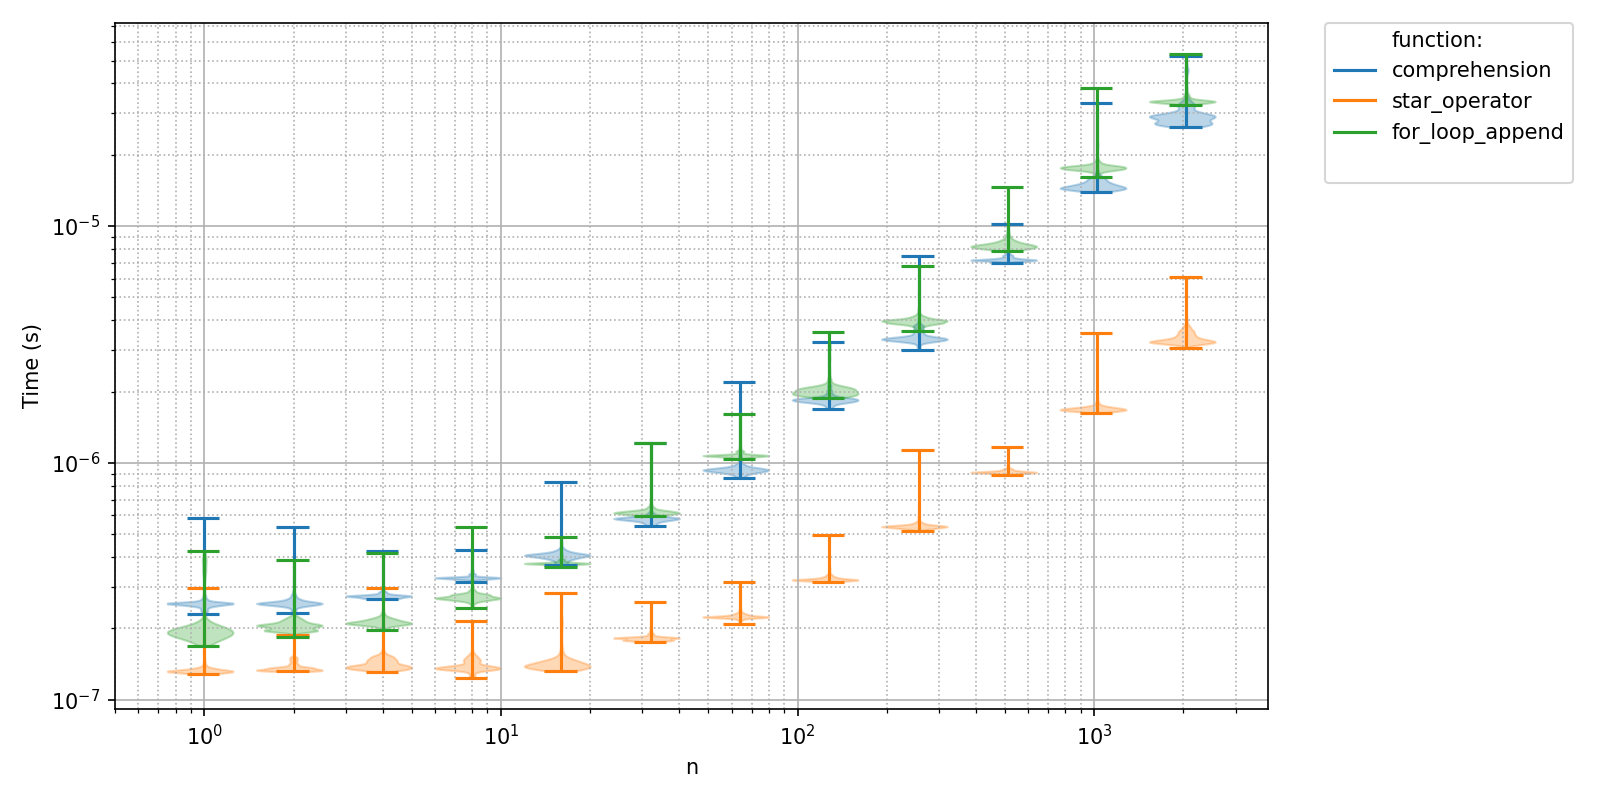 function:
comprehension
star_operator
for_loop_append
Time (s)
10⁻⁵
10⁻⁶
10⁻⁷
10⁰ 10¹ 10² 10³
n